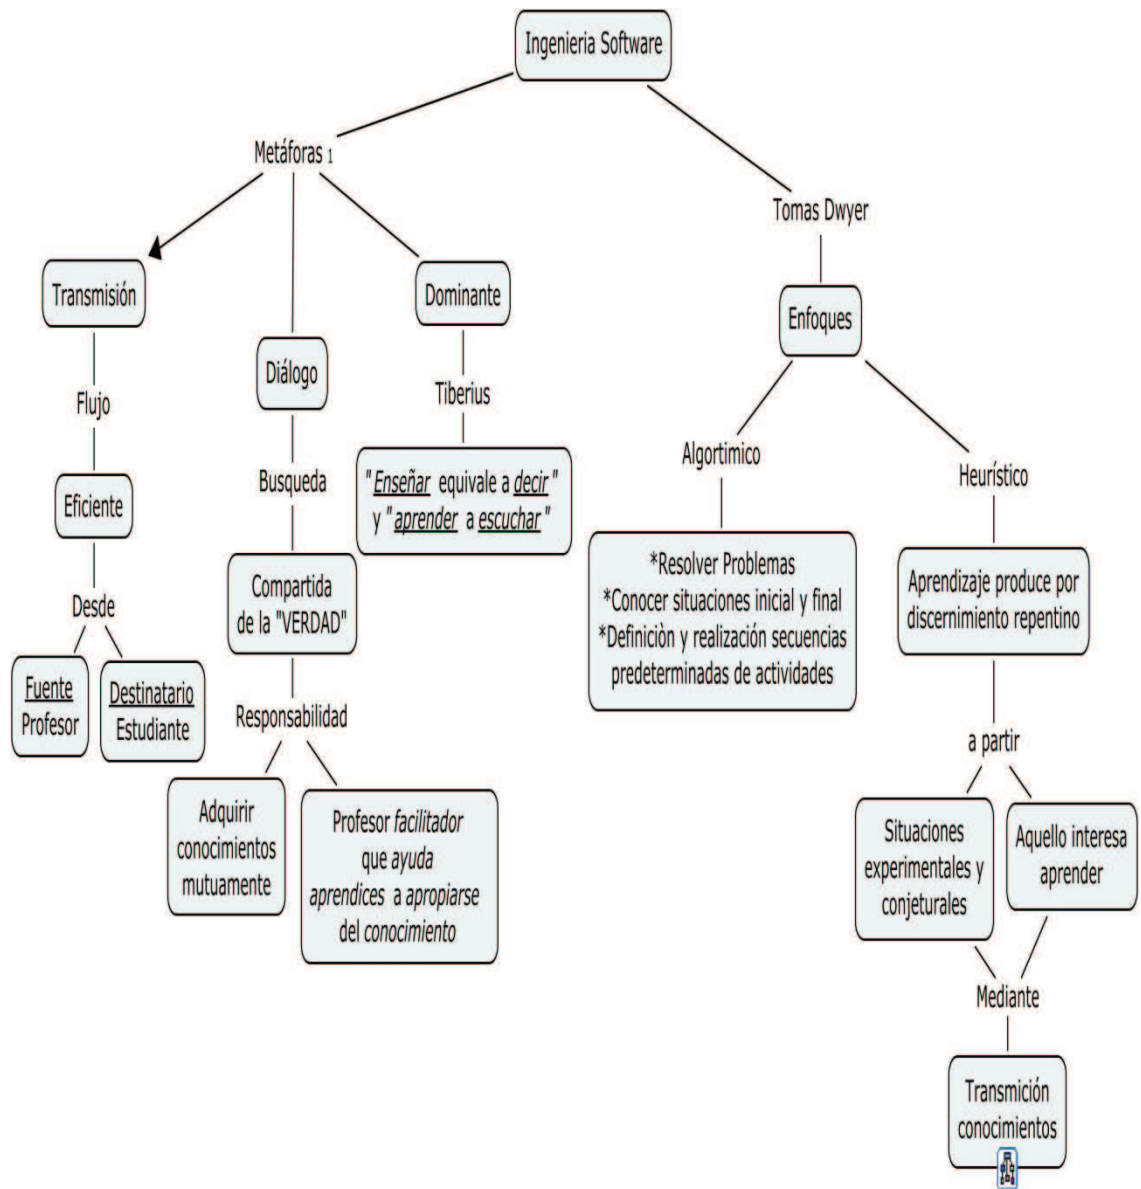 Ingenieria Software
Metáforas 1
Tomas Dwyer
Transmisión
Flujo
Eficiente
Desde
Fuente
Profesor
Destinatario
Estudiante
Diálogo
Busqueda
Compartida
de la "VERDAD"
Responsabilidad
Adquirir
conocimientos
mutuamente
Profesor facilitador
que ayuda
aprendices a apropiarse
del conocimiento
Dominante
Tiberius
"Enseñar equivale a decir"
y "aprender a escuchar"
Enfoques
Algortimico
*Resolver Problemas
*Conocer situaciones inicial y final
*Definiciòn y realización secuencias
predeterminadas de actividades
Heurístico
Aprendizaje produce por
discernimiento repentino
a partir
Situaciones
experimentales y
conjeturales
Aquello interesa
aprender
Mediante
Transmición
conocimientos